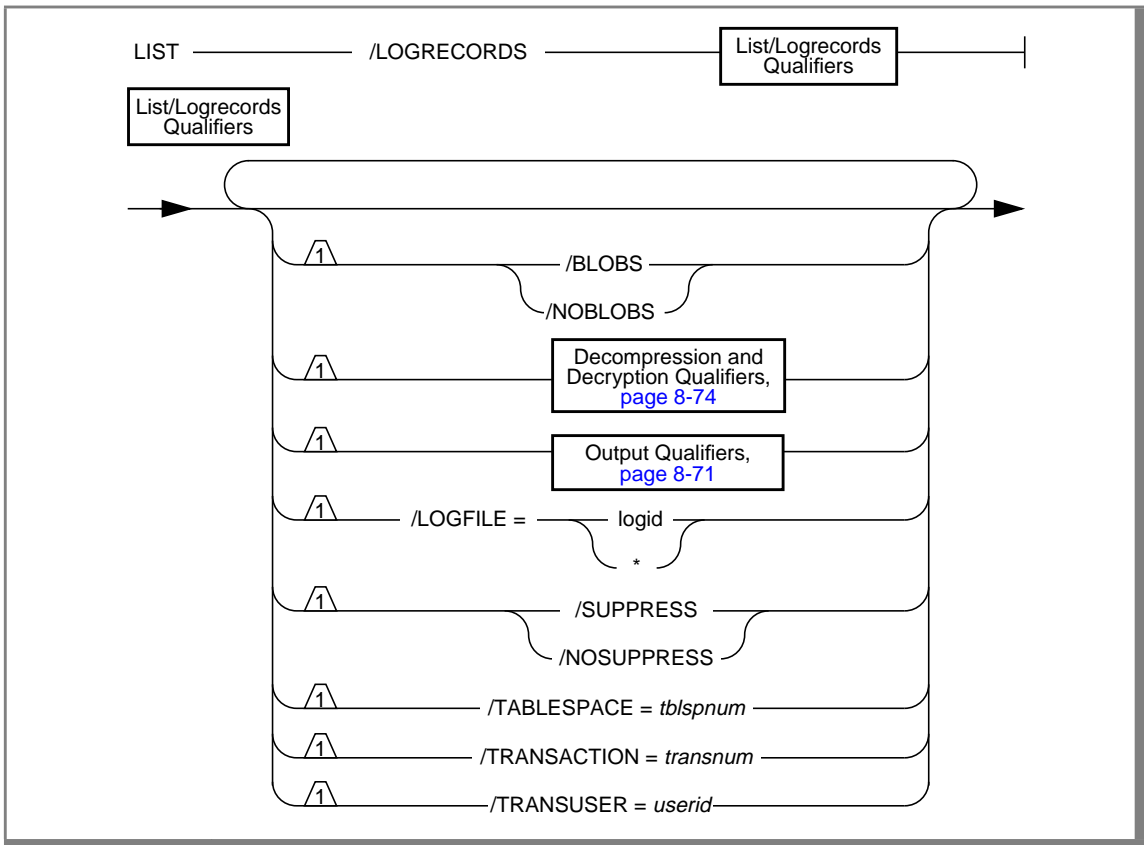 LIST /LOGRECORDS List/Logrecords
Qualifiers
List/Logrecords
Qualifiers
1 /BLOBS
/NOBLOBS
1 Decompression and
Decryption Qualifiers,
page 8-74
1 Output Qualifiers,
page 8-71
1 /LOGFILE = logid
*
1 /SUPPRESS
/NOSUPPRESS
1 /TABLESPACE = tblspnum
1 /TRANSACTION = transnum
1 /TRANSUSER = userid